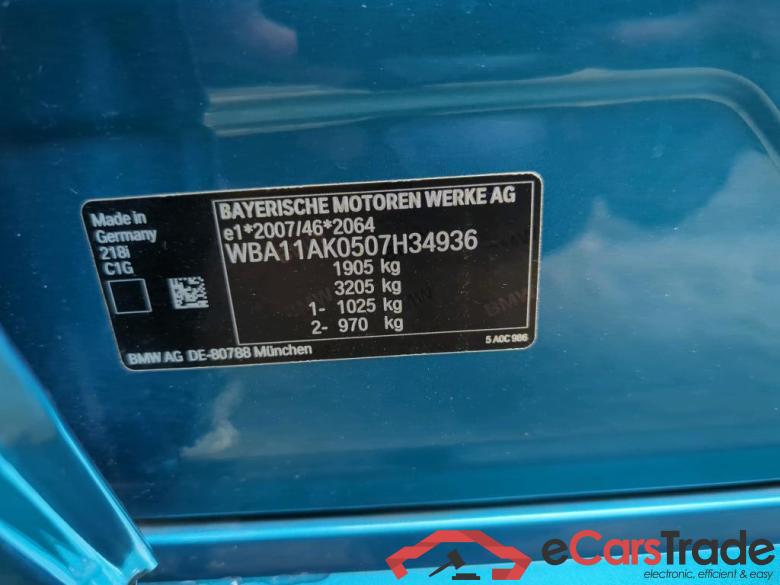 Made in
Germany
218i
C1G
BAYERISCHE MOTOREN WERKE AG
e1*2007/46*2064
WBA11AK0507H34936
1905 kg
3205 kg
1- 1025 kg
2- 970 kg
BMW AG DE-80788 München
5 A0C 986
eCarsTrade
electronic, efficient & easy